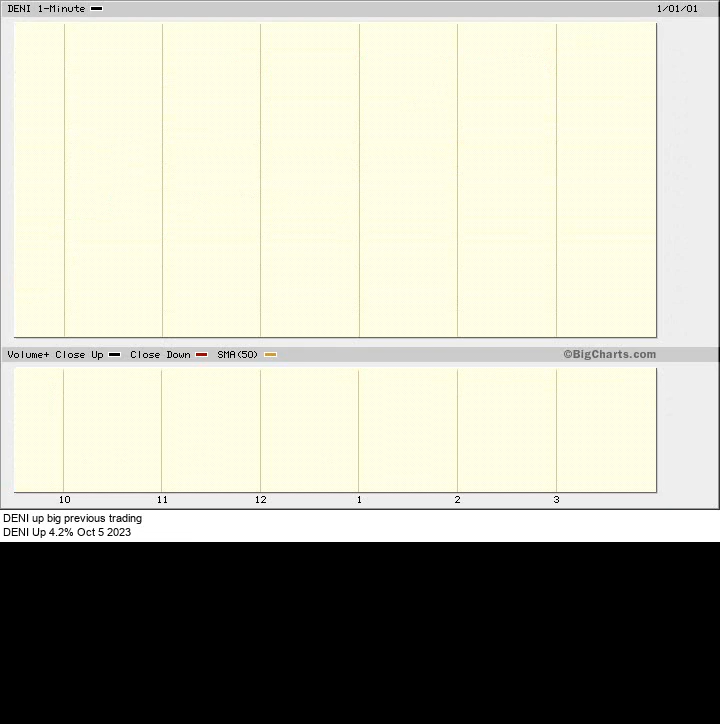 DENI 1-Minute 1/01/01
Volume+ Close Up Close Down SMA(50) ©BigCharts.com
10 11 12 1 2 3
DENI up big previous trading
DENI Up 4.2% Oct 5 2023